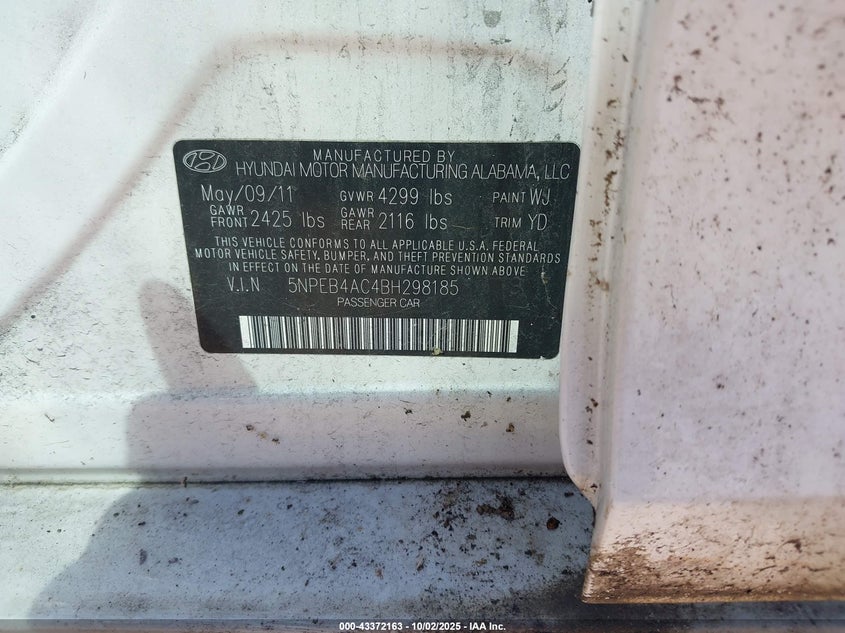 MANUFACTURED BY
HYUNDAI MOTOR MANUFACTURING ALABAMA, LLC
May/09/11 GVWR 4299 lbs PAINT WJ
GAWR FRONT 2425 lbs GAWR REAR 2116 lbs TRIM YD
THIS VEHICLE CONFORMS TO ALL APPLICABLE U.S.A. FEDERAL
MOTOR VEHICLE SAFETY, BUMPER, AND THEFT PREVENTION STANDARDS
IN EFFECT ON THE DATE OF MANUFACTURE SHOWN ABOVE
V.I.N 5NPEB4AC4BH298185
PASSENGER CAR
000-43372163 - 10/02/2025 - IAA Inc.